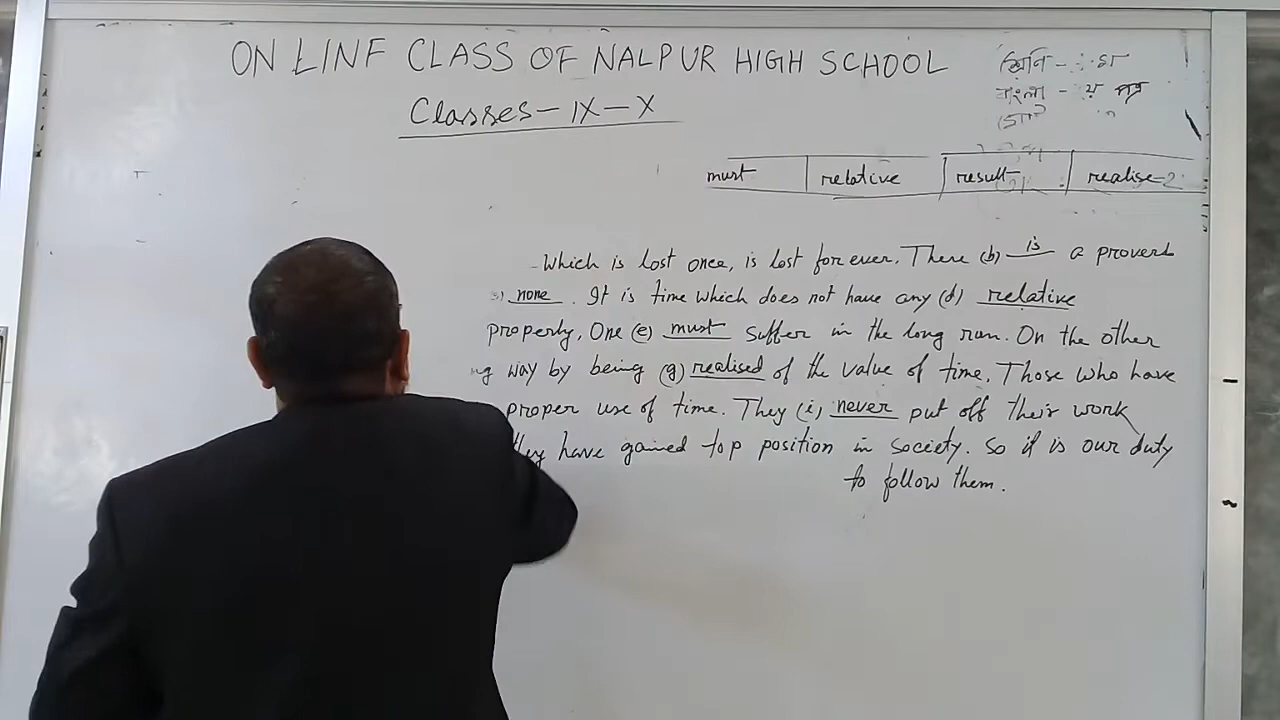 ON LINF CLASS OF NALPUR HIGH SCHOOL
Classes - IX - X
বাংলা -
must relative result realise
Which is lost once, is lost for ever. There (b) is a proverb
none. It is time which does not have any (d) relative
property. One (e) must suffer in the long run. On the other
way by being (g) realised of the value of time. Those who have
proper use of time. They (i) never put off their work
they have gained top position in society. So it is our duty
to follow them.